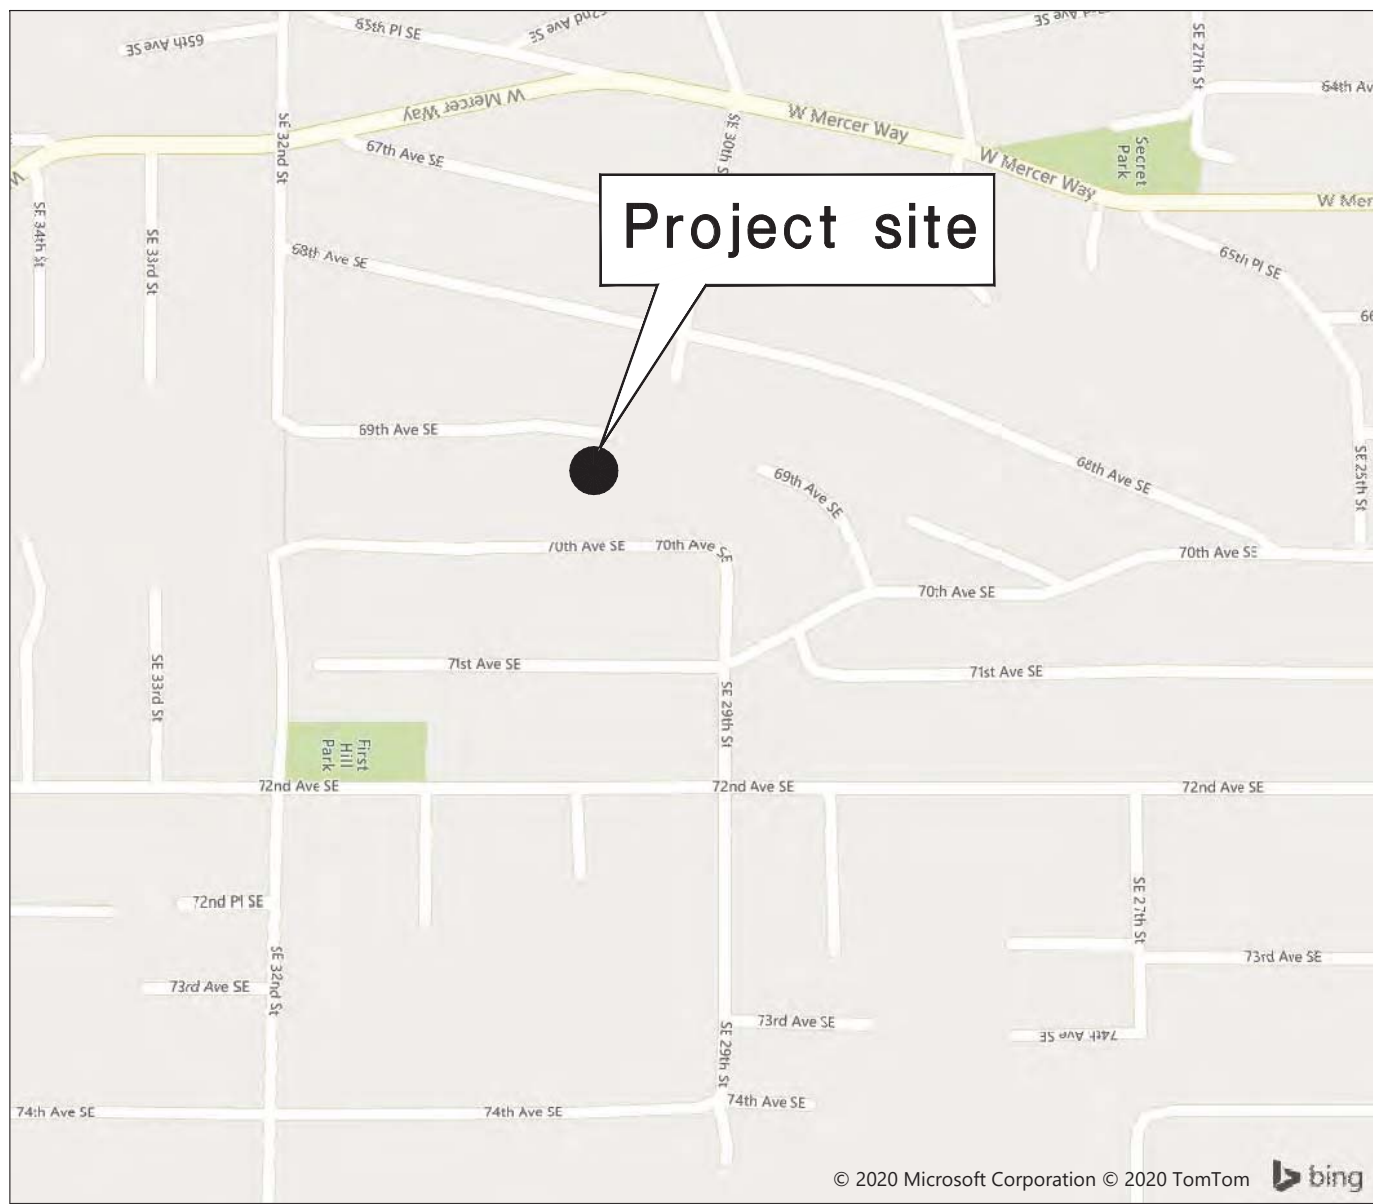 65th Ave SE
65th Pl SE
62nd Ave SE
SE 27th St
64th Av
W Mercer Way
SE 32nd St
67th Ave SE
SE 30th S
W Mercer Way
W Mercer Way
Secret
Park
W Mer
W
SE 34th St
SE 33rd St
68th Ave SE
Project site
65th Pl SE
66
69th Ave SE
69th Ave SE
68th Ave SE
SE 25th St
70th Ave SE
70th Ave SE
70th Ave SE
70th Ave SE
71st Ave SE
71st Ave SE
SE 33rd St
SE 29th St
First
Hill
Park
72nd Ave SE
72nd Ave SE
72nd Ave SE
72nd Pl SE
SE 27th St
SE 32nd St
73rd Ave SE
73rd Ave SE
73rd Ave SE
74th Ave SE
SE 29th St
74th Ave SE
74th Ave SE
74th Ave SE
© 2020 Microsoft Corporation © 2020 TomTom
bing